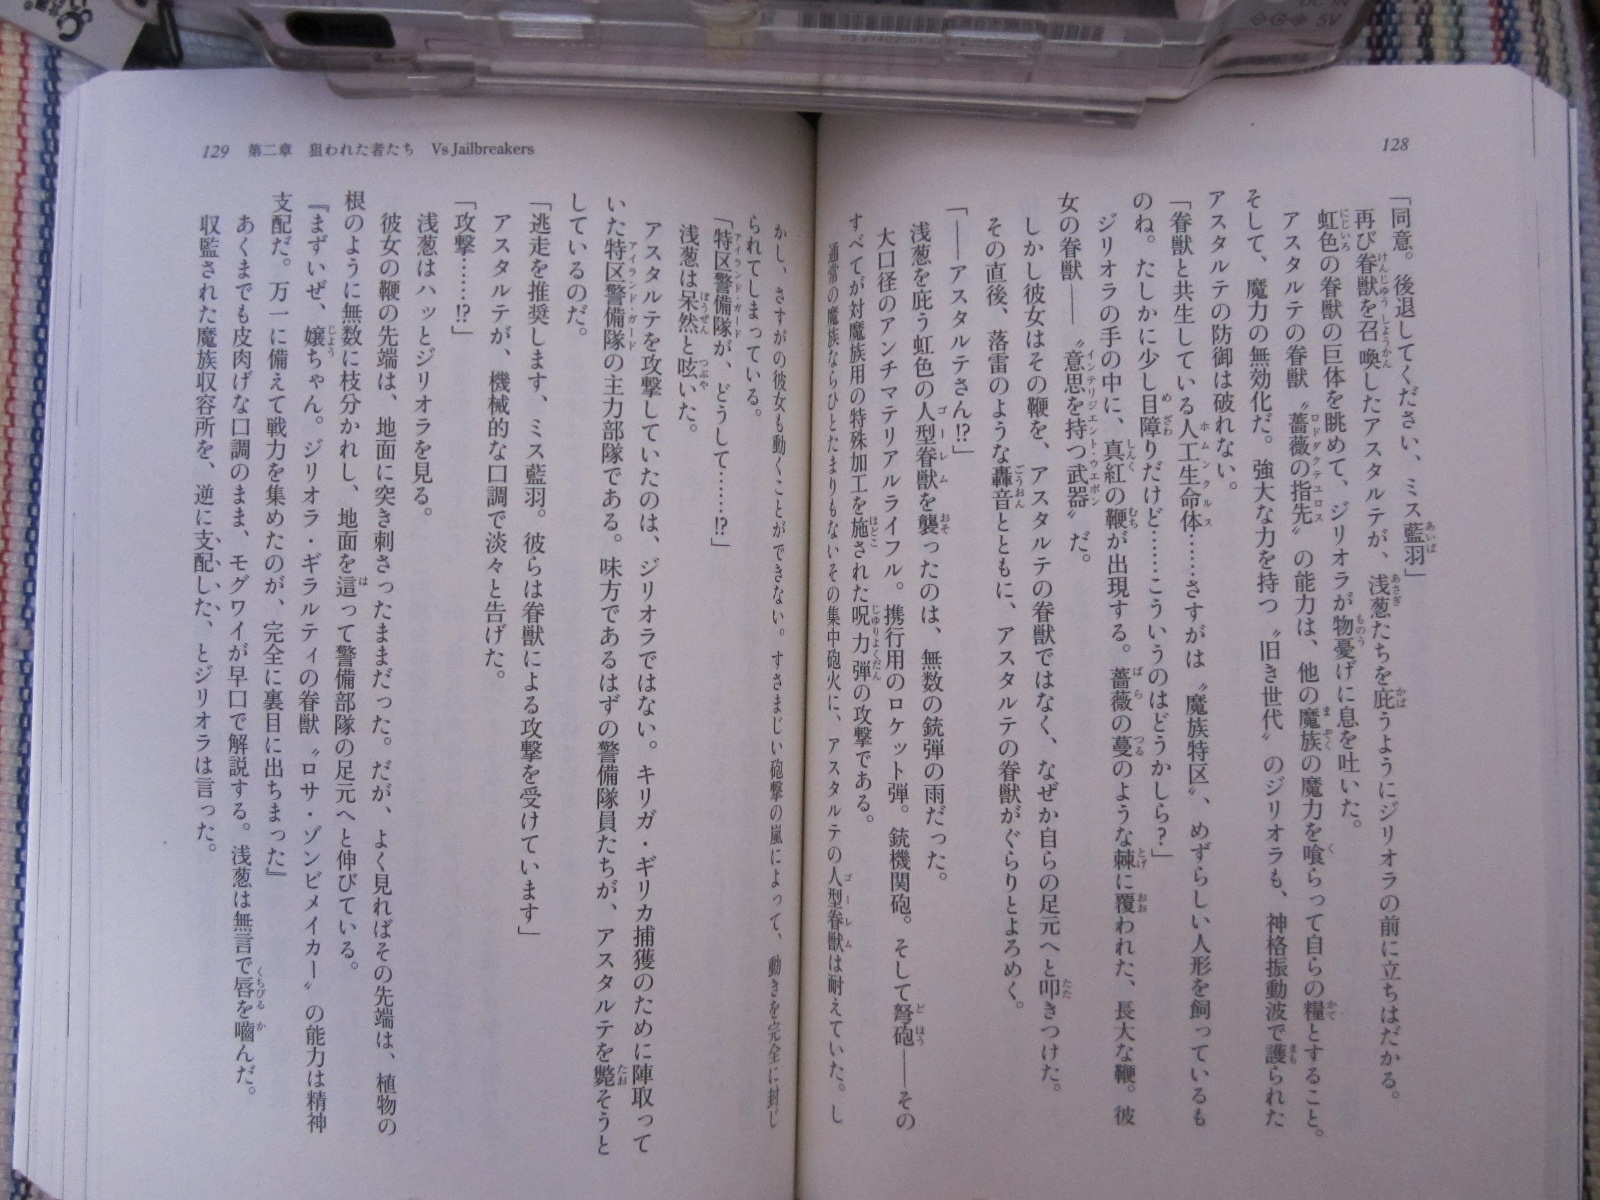 128
「同意。後退してください、ミス藍羽」
再び眷獣を召喚したアスタルテが、浅葱たちを庇うようにジリオラの前に立ちはだかる。
虹色の眷獣の巨体を眺めて、ジリオラが物憂げに息を吐いた。
アスタルテの眷獣〝薔薇の指先〟の能力は、他の魔族の魔力を喰らって自らの糧とすること。
そして、魔力の無効化だ。強大な力を持つ〝旧き世代〟のジリオラも、神格振動波で護られた
アスタルテの防御は破れない。
「眷獣と共生している人工生命体……さすがは〝魔族特区〟、めずらしい人形を飼っているも
のね。たしかに少し目障りだけど……こういうのはどうかしら?」
ジリオラの手の中に、真紅の鞭が出現する。薔薇の蔓のような棘に覆われた、長大な鞭。彼
女の眷獣――〝意思を持つ武器〟だ。
しかし彼女はその鞭を、アスタルテの眷獣ではなく、なぜか自らの足元へと叩きつけた。
その直後、落雷のような轟音とともに、アスタルテの眷獣がぐらりとよろめく。
「――アスタルテさん!?」
浅葱を庇う虹色の人型眷獣を襲ったのは、無数の銃弾の雨だった。
大口径のアンチマテリアルライフル。携行用のロケット弾。機関銃。そして砲――その
すべてが対魔族用の特殊加工を施された呪力弾の攻撃である。
通常の魔族ならひとたまりもないその集中砲火に、アスタルテの人型眷獣は耐えていた。し
129 第二章 狙われた者たち Vs Jailbreakers
かし、さすがの彼女も動くことができない。すさまじい砲撃の嵐によって、動きを完全に封じ
られてしまっている。
「特区警備隊が、どうして……!?」
浅葱は呆然と呟いた。
アスタルテを攻撃していたのは、ジリオラではない。キリガ・ギリカ捕獲のために陣取って
いた特区警備隊の主力部隊である。味方であるはずの警備隊員たちが、アスタルテを斃そうと
しているのだ。
「逃走を推奨します、ミス藍羽。彼らは眷獣による攻撃を受けています」
アスタルテが、機械的な口調で淡々と告げた。
「攻撃……!?」
浅葱はハッとジリオラを見る。
彼女の鞭の先端は、地面に突き刺さったままだった。だが、よく見ればその先端は、植物の
根のように無数に枝分かれし、地面を這って警備部隊の足元へと伸びている。
『まずいぜ、嬢ちゃん。ジリオラ・ギラルティの眷獣〝ロサ・ゾンビメイカー〟の能力は精神
支配だ。万一に備えて戦力を集めたのが、完全に裏目に出ちまった』
あくまでも皮肉げな口調のまま、モグワイが早口で解説する。浅葱は無言で唇を噛んだ。
収監された魔族収容所を、逆に支配した、とジリオラは言った。